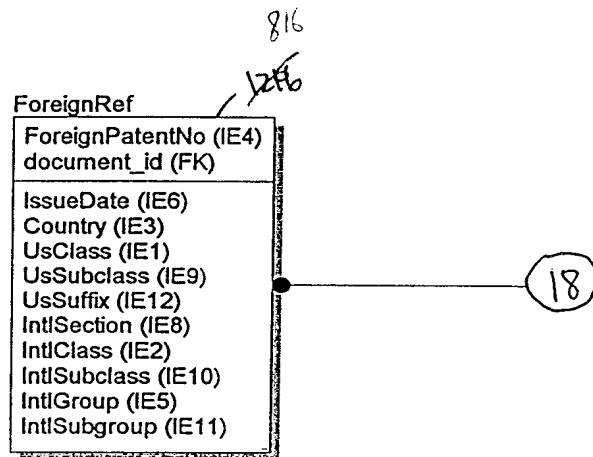 816
ForeignRef
ForeignPatentNo (IE4)
document_id (FK)
IssueDate (IE6)
Country (IE3)
UsClass (IE1)
UsSubclass (IE9)
UsSuffix (IE12)
IntlSection (IE8)
IntlClass (IE2)
IntlSubclass (IE10)
IntlGroup (IE5)
IntlSubgroup (IE11)
18